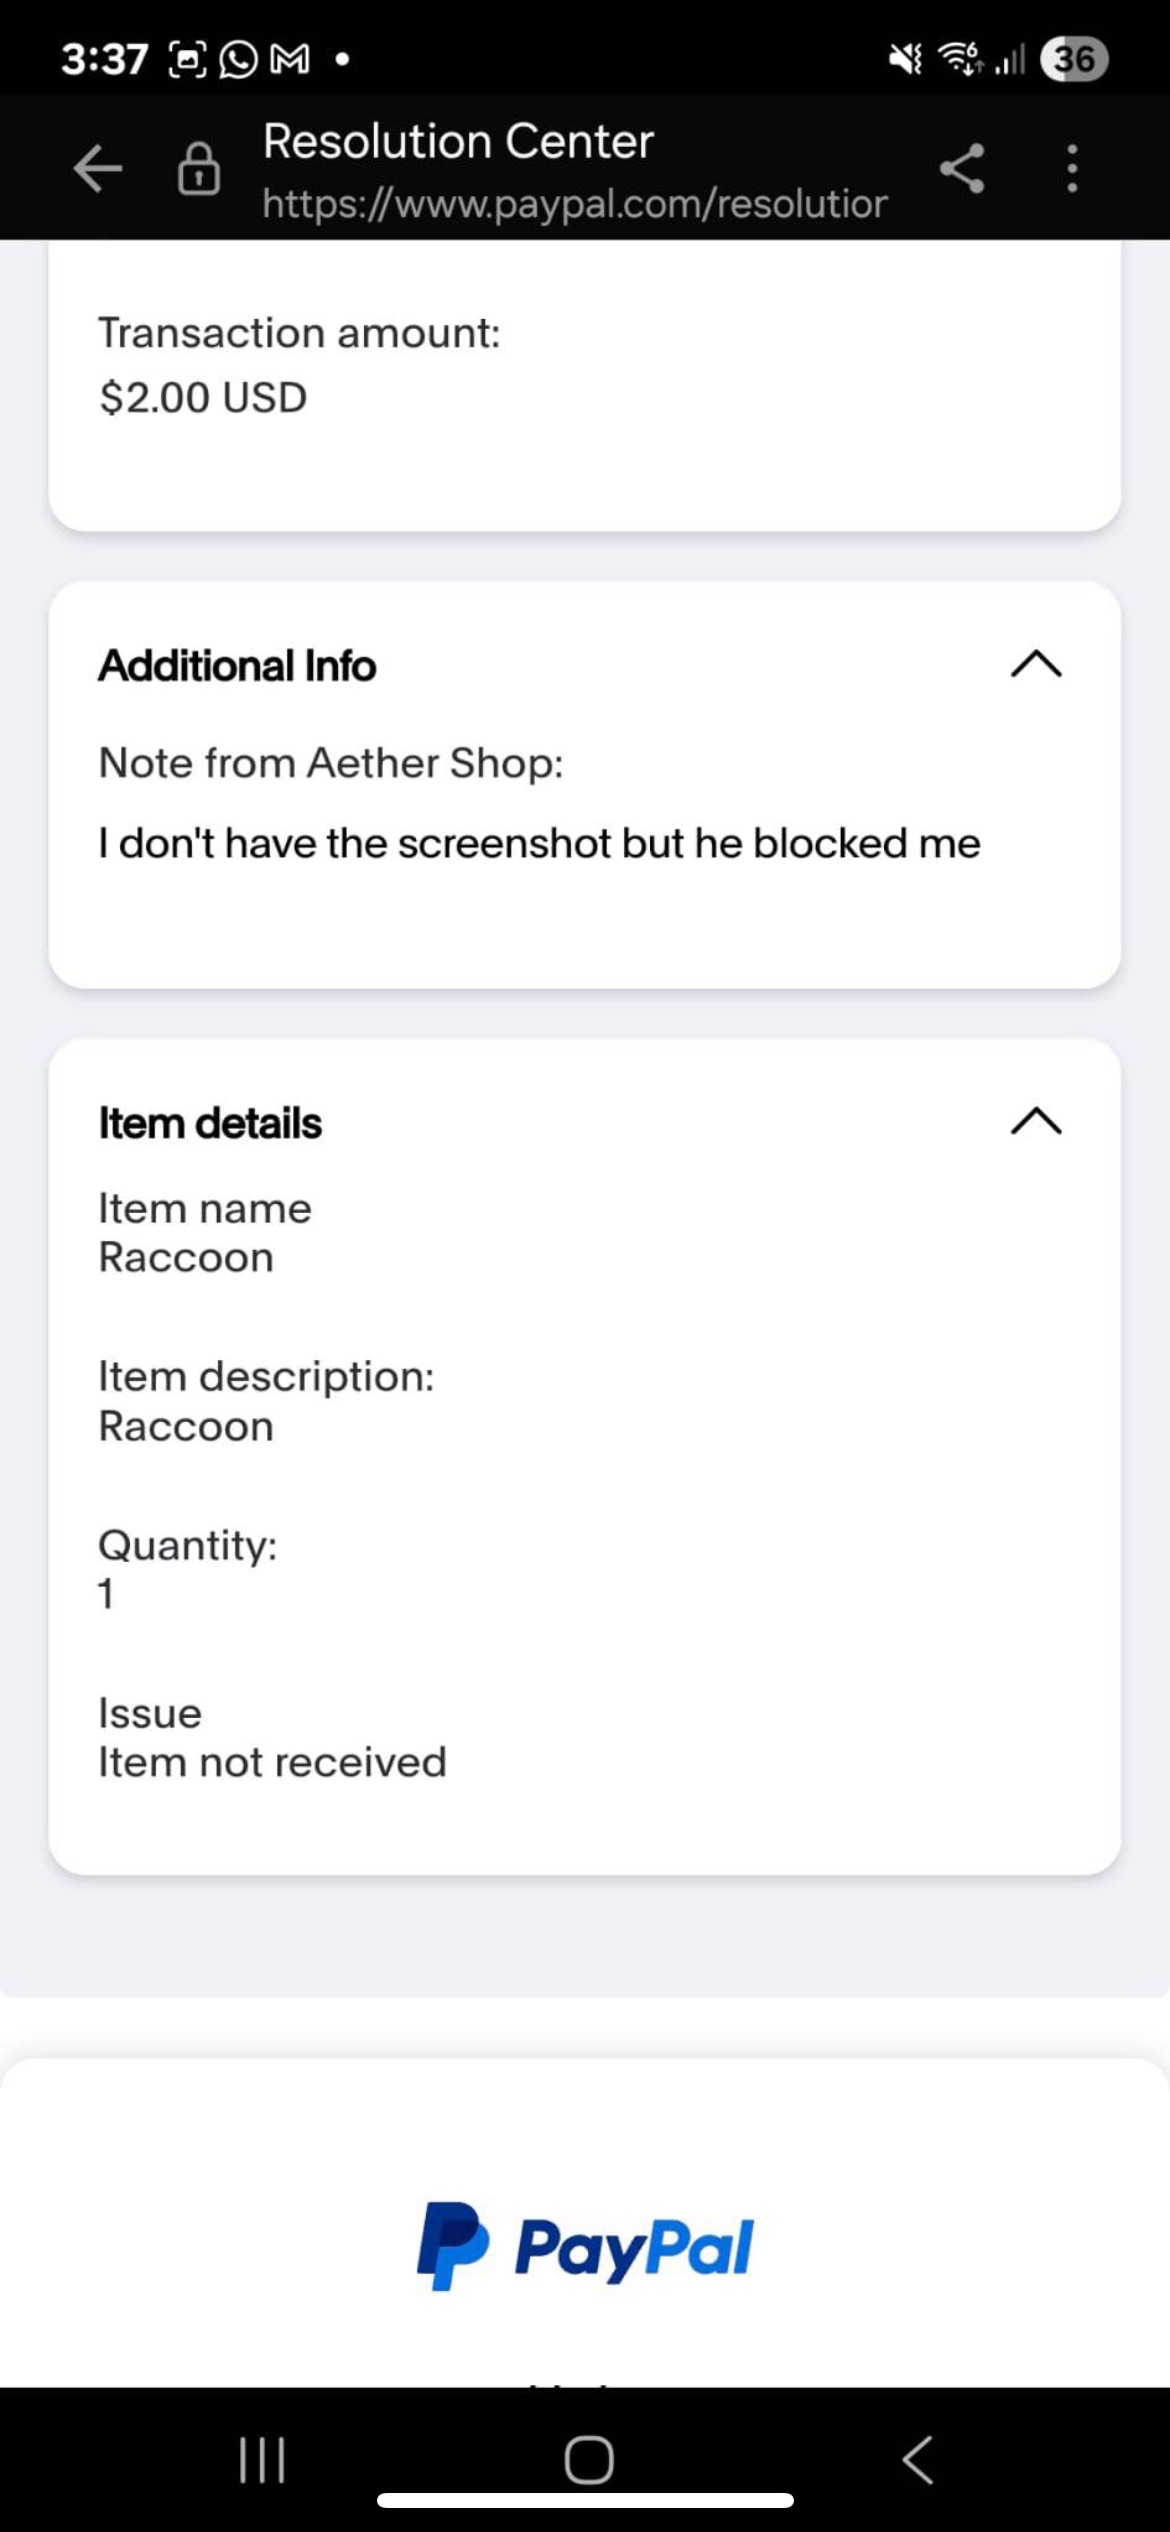 3:37
36
Resolution Center
https://www.paypal.com/resolutior
Transaction amount:
$2.00 USD
Additional Info
Note from Aether Shop:
I don't have the screenshot but he blocked me
Item details
Item name
Raccoon
Item description:
Raccoon
Quantity:
1
Issue
Item not received
PayPal